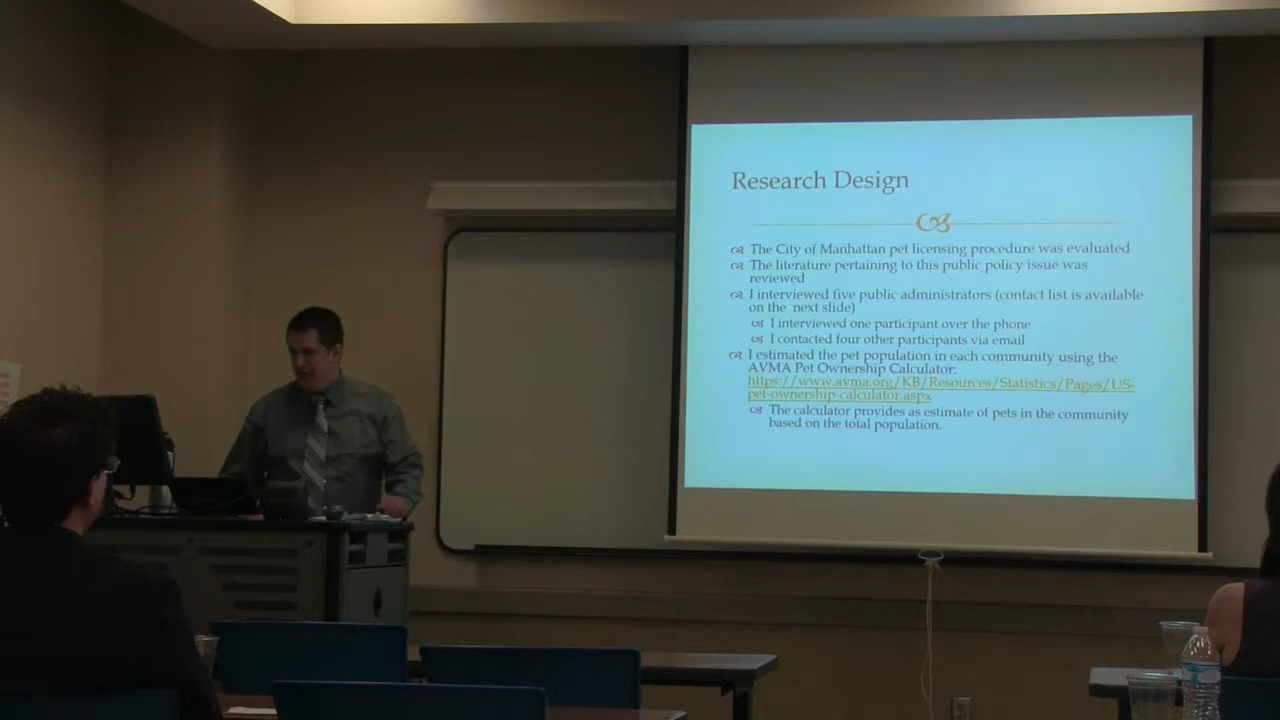 Research Design
The City of Manhattan pet licensing procedure was evaluated
The literature pertaining to this public policy issue was
reviewed
I interviewed five public administrators (contact list is available
on the next slide)
I interviewed one participant over the phone
I contacted four other participants via email
I estimated the pet population in each community using the
AVMA Pet Ownership Calculator:
https://www.avma.org/KB/Resources/Statistics/Pages/US-
pet-ownership-calculator.aspx
The calculator provides as estimate of pets in the community
based on the total population.